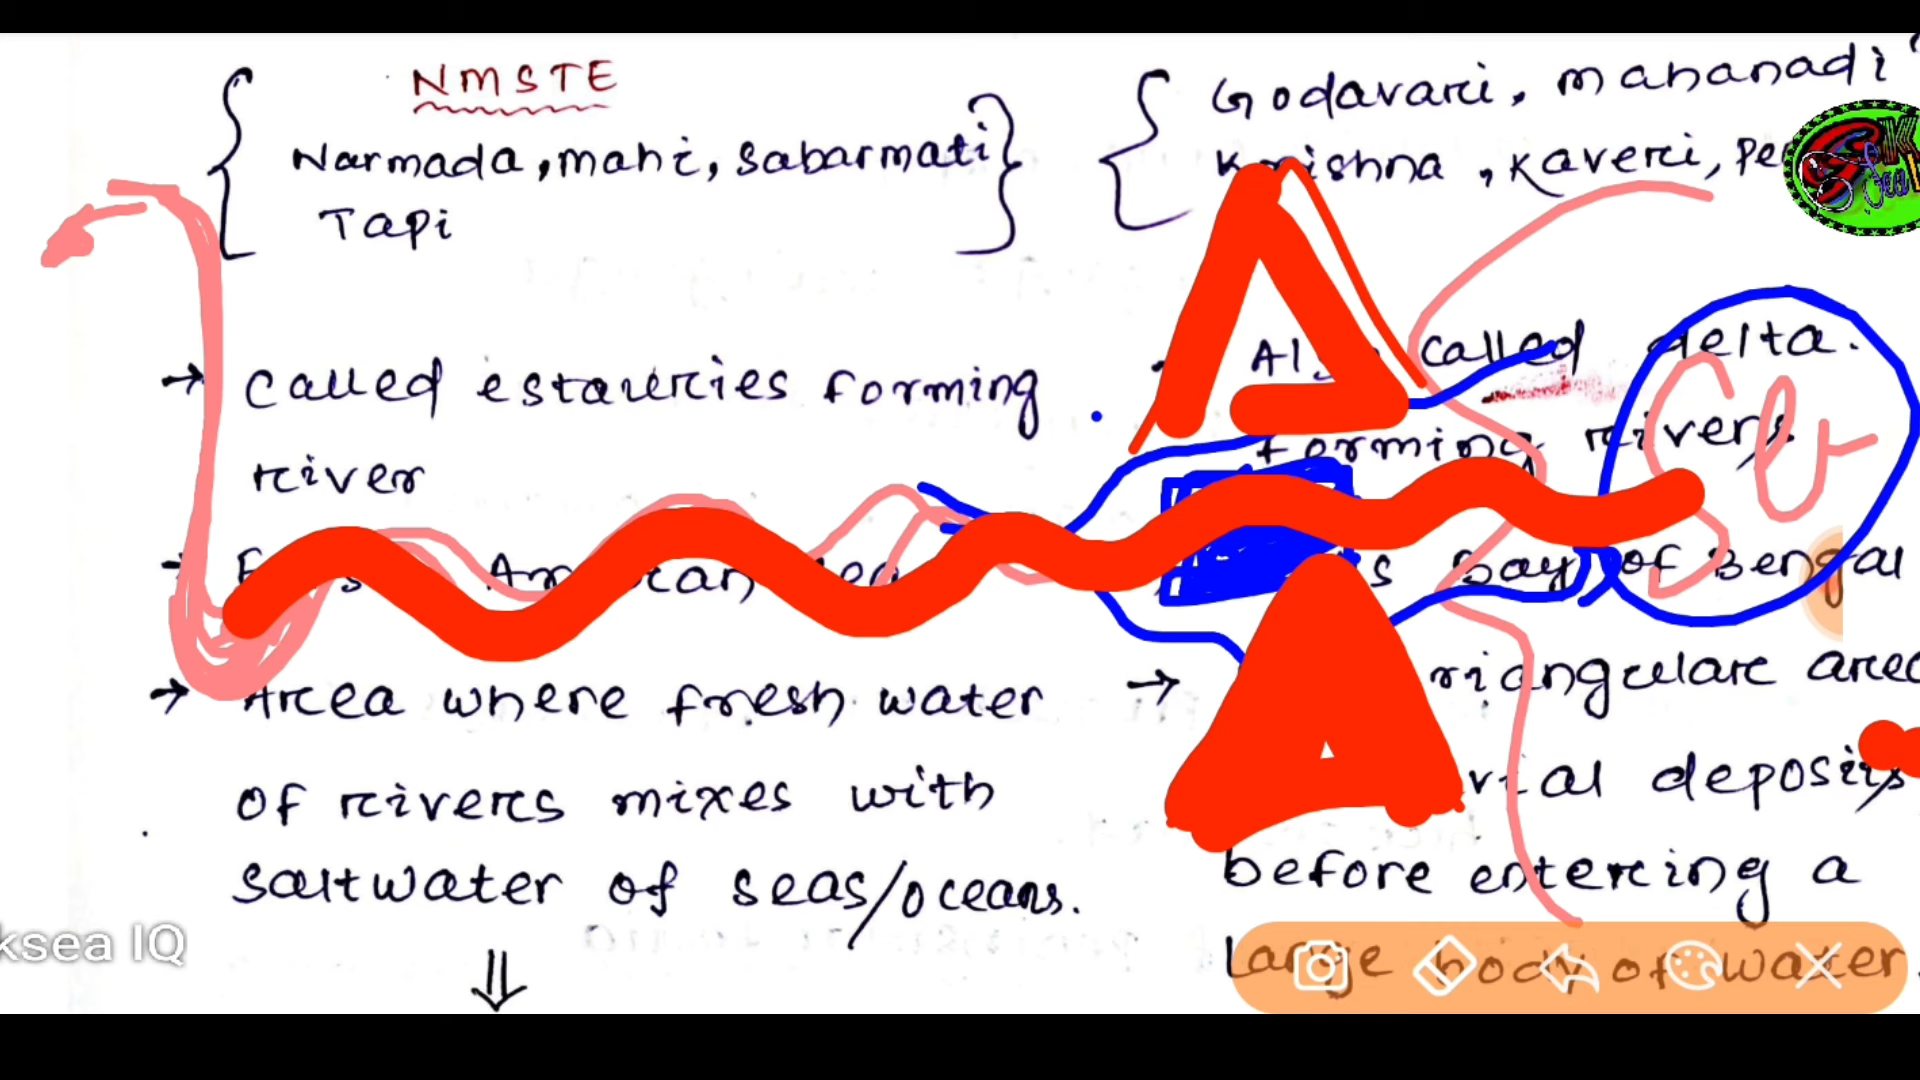 NMSTE
Narmada, mahi, Sabarmati
Tapi
Godavari, mahanadi
Krishna, Kaveri, Pe
→ called estauries forming
river
called delta.
forming rivers
Bay of Bengal
→ Area where fresh water
of rivers mixes with
saltwater of seas/oceans.
→ riangular area
vial deposits
before entering a
large body of water.
ksea IQ